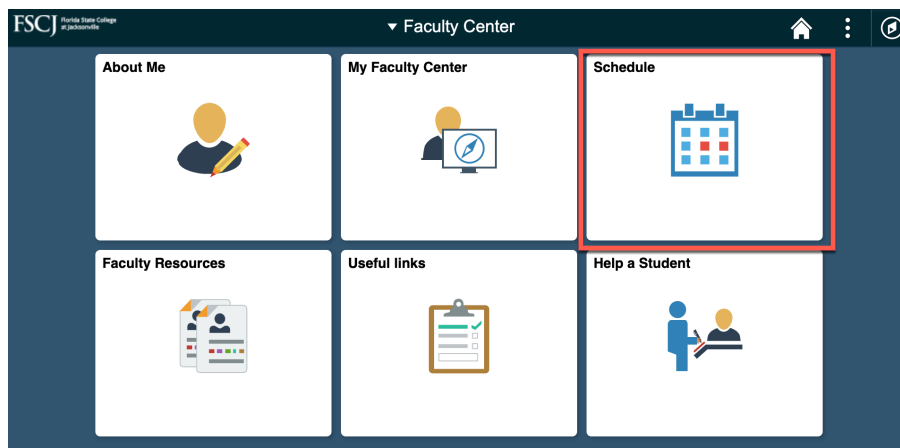 FSCJ Florida State College
at Jacksonville
Faculty Center
About Me
My Faculty Center
Schedule
Faculty Resources
Useful links
Help a Student